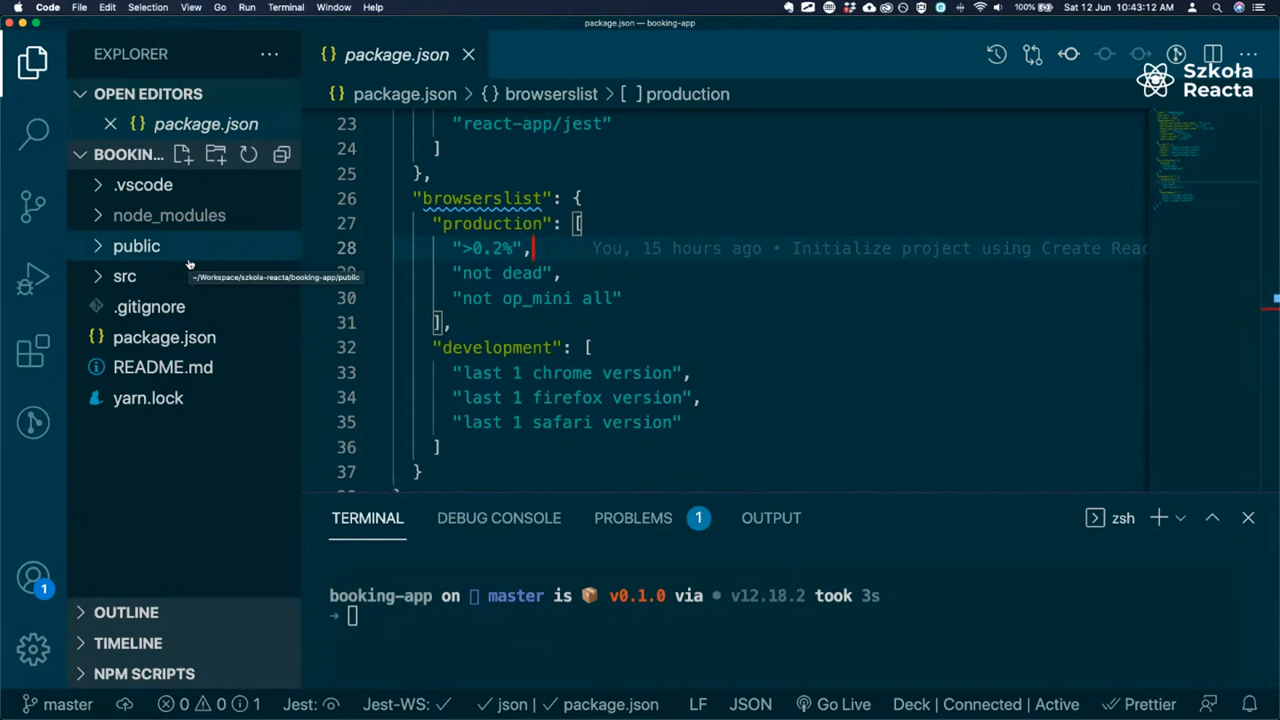 Code File Edit Selection View Go Run Terminal Window Help
100% Sat 12 Jun 10:43:12
package.json — booking-app
EXPLORER
package.json
Szkoła
Reacta
OPEN EDITORS
package.json
BOOKIN...
.vscode
node_modules
public
src
~/Workspace/szkola-reacta/booking-app/public
.gitignore
package.json
README.md
yarn.lock
OUTLINE
TIMELINE
NPM SCRIPTS
package.json > {} browserslist > [ ] production
23 "react-app/jest"
24 ]
25 },
26 "browserslist": {
27 "production": [
28 ">0.2%", You, 15 hours ago • Initialize project using Create Reac
"not dead",
30 "not op_mini all"
31 ],
32 "development": [
33 "last 1 chrome version",
34 "last 1 firefox version",
35 "last 1 safari version"
36 ]
37 }
TERMINAL DEBUG CONSOLE PROBLEMS 1 OUTPUT
zsh
booking-app on master is 📦 v0.1.0 via v12.18.2 took 3s
→
1
master 0 0 1 Jest: Jest-WS: ✓ ✓ json | ✓ package.json LF JSON Go Live Deck | Connected | Active Prettier